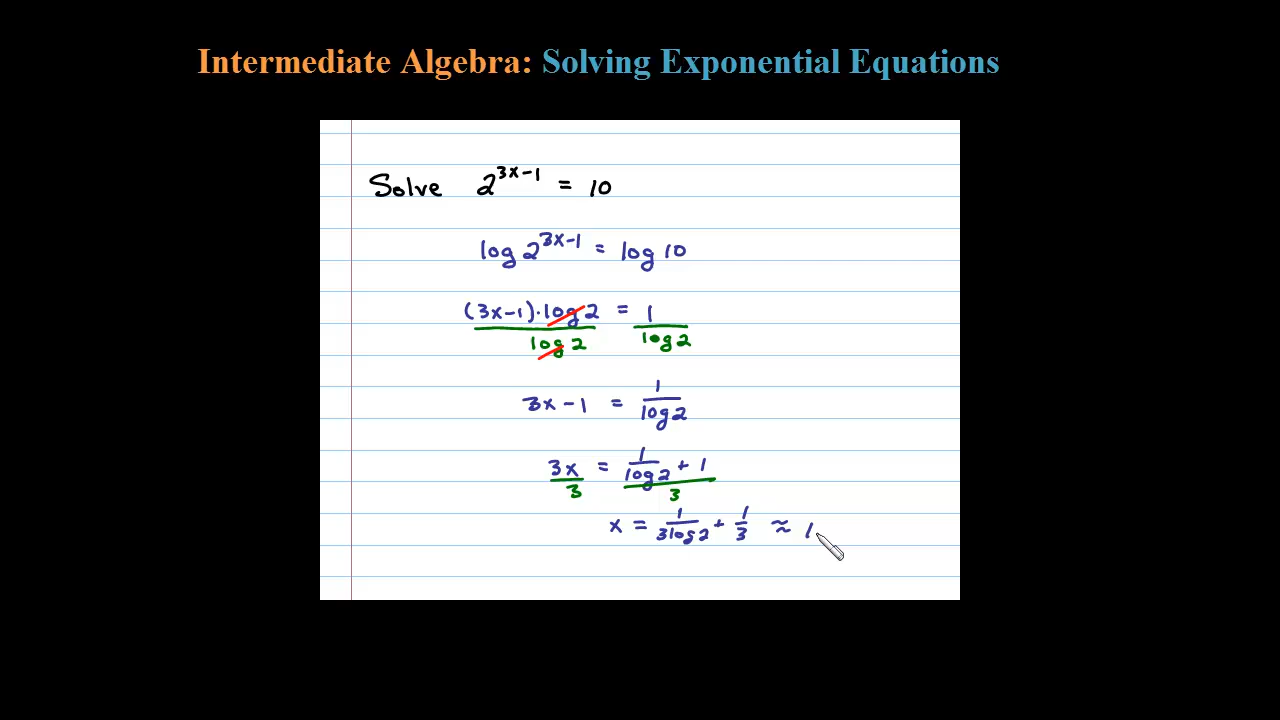 Intermediate Algebra: Solving Exponential Equations
Solve 2^(3x-1) = 10
log 2^(3x-1) = log 10
(3x-1)·log 2 / log 2 = 1 / log 2
3x - 1 = 1 / log 2
3x / 3 = (1 / log 2 + 1) / 3
x = 1 / 3 log 2 + 1 / 3 ≈ 1